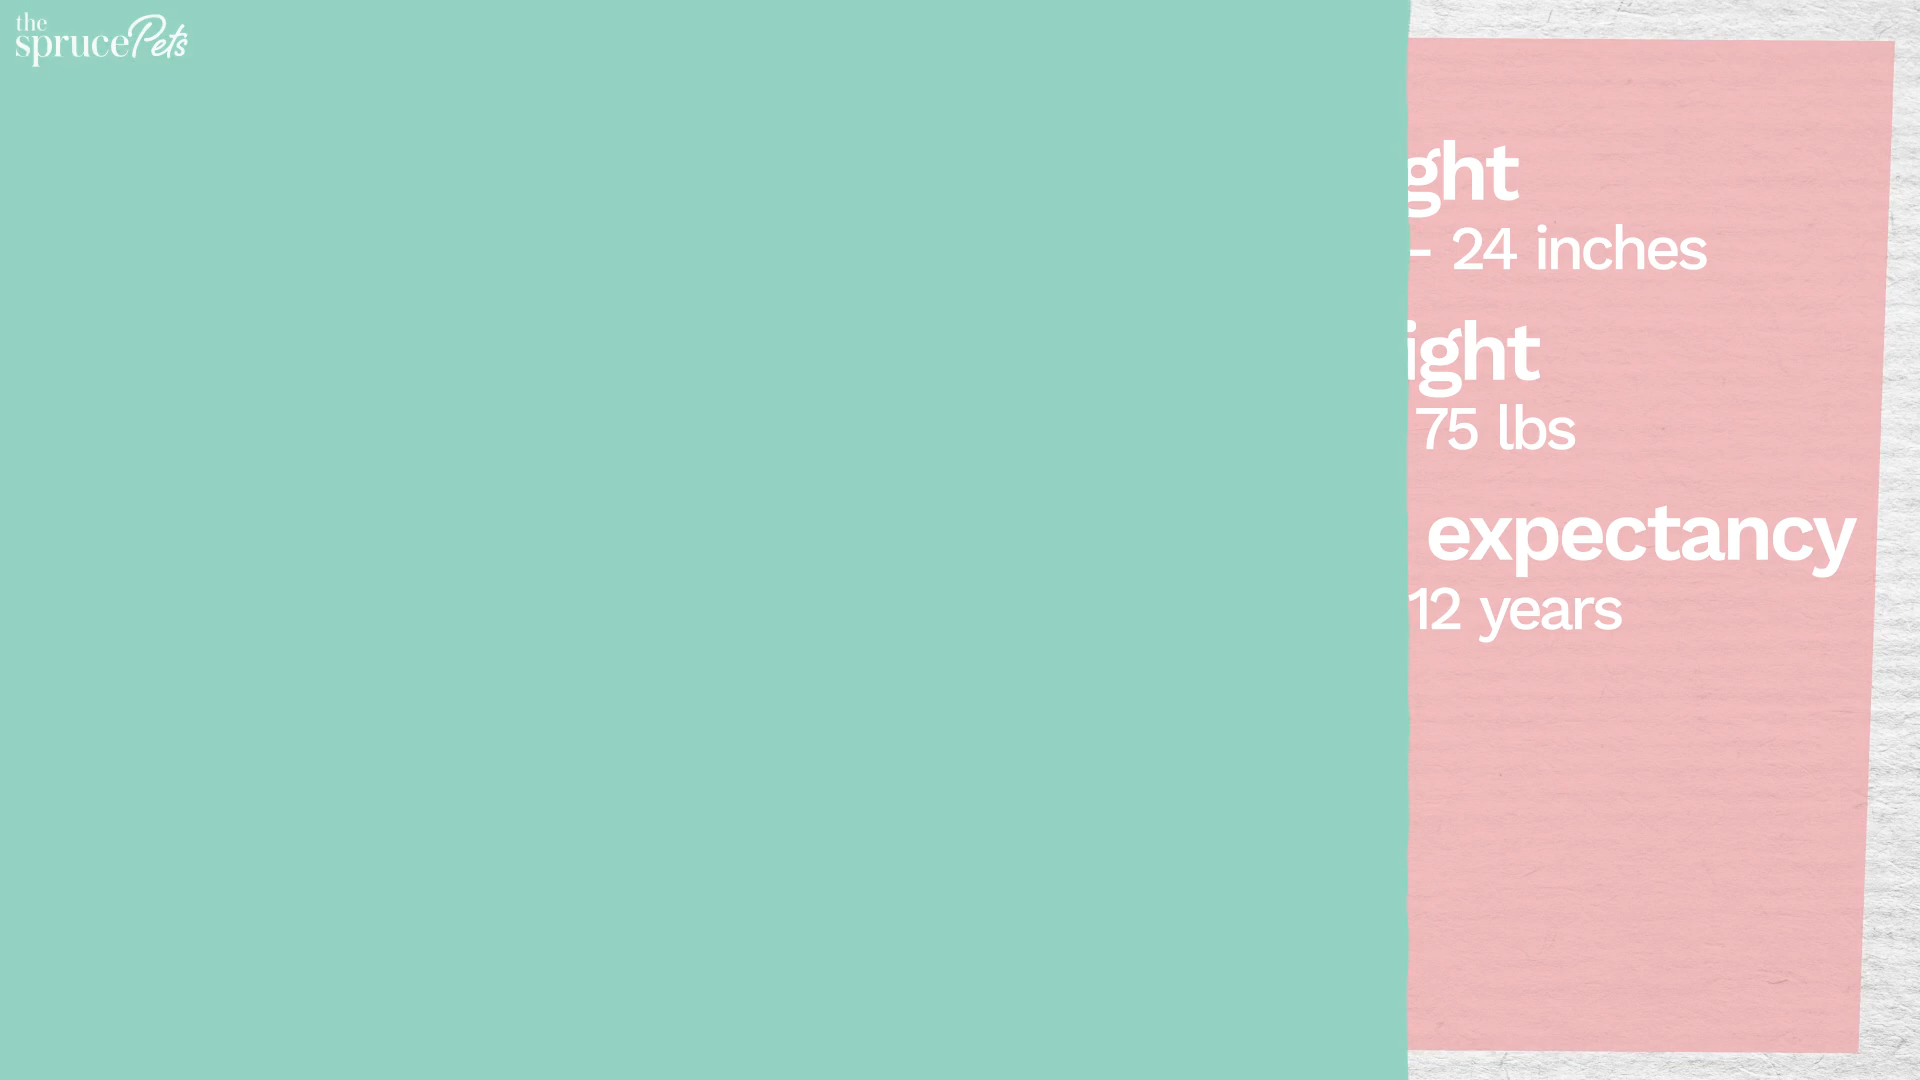 the
sprucePets
ght
- 24 inches
ight
75 lbs
expectancy
12 years